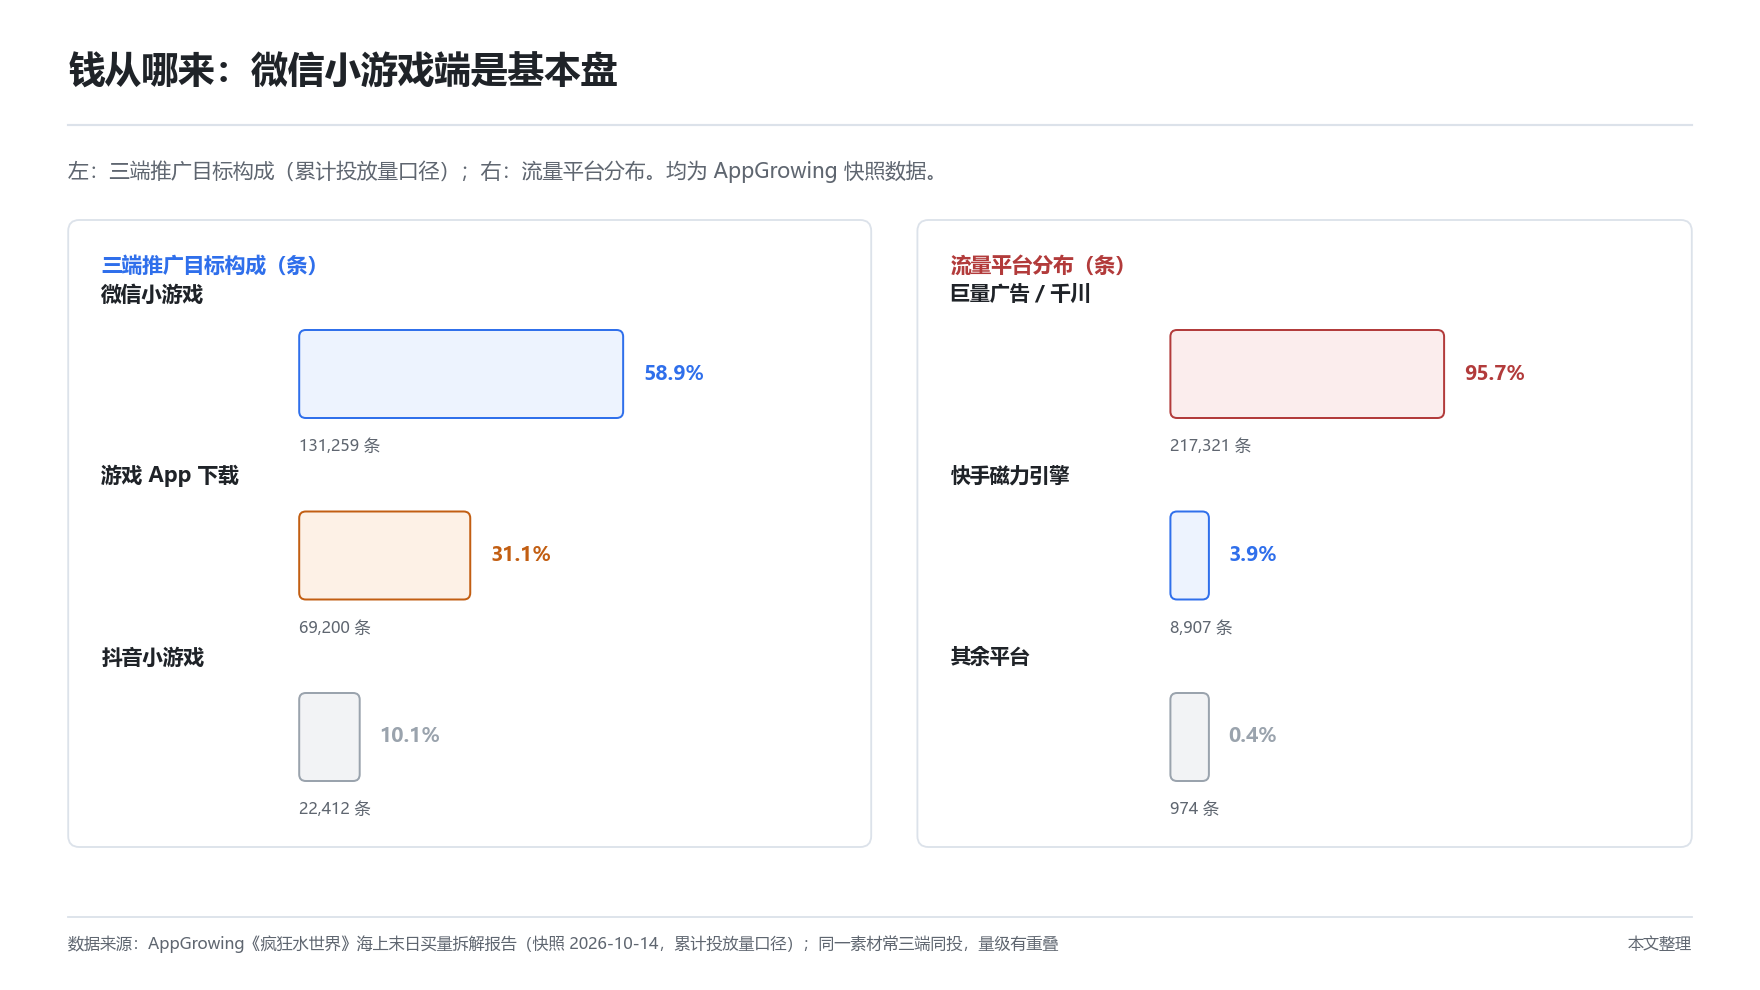 钱从哪来：微信小游戏端是基本盘
左：三端推广目标构成（累计投放量口径）；右：流量平台分布。均为 AppGrowing 快照数据。
三端推广目标构成（条）
微信小游戏
58.9%
131,259 条
游戏 App 下载
31.1%
69,200 条
抖音小游戏
10.1%
22,412 条
流量平台分布（条）
巨量广告 / 千川
95.7%
217,321 条
快手磁力引擎
3.9%
8,907 条
其余平台
0.4%
974 条
数据来源：AppGrowing《疯狂水世界》海上末日买量拆解报告（快照 2026-10-14，累计投放量口径）；同一素材常三端同投，量级有重叠
本文整理